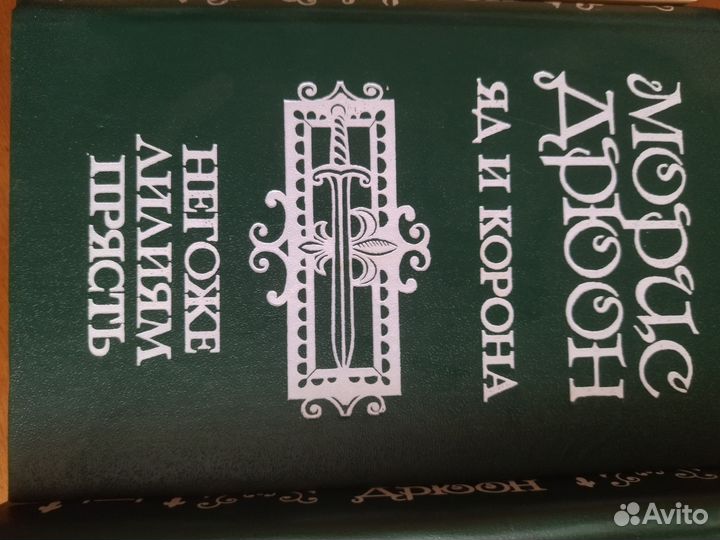 Морис
Дрюон
ЯД И КОРОНА
НЕГОЖЕ
ЛИЛИЯМ
ПРЯСТЬ
ДРЮОН
Avito